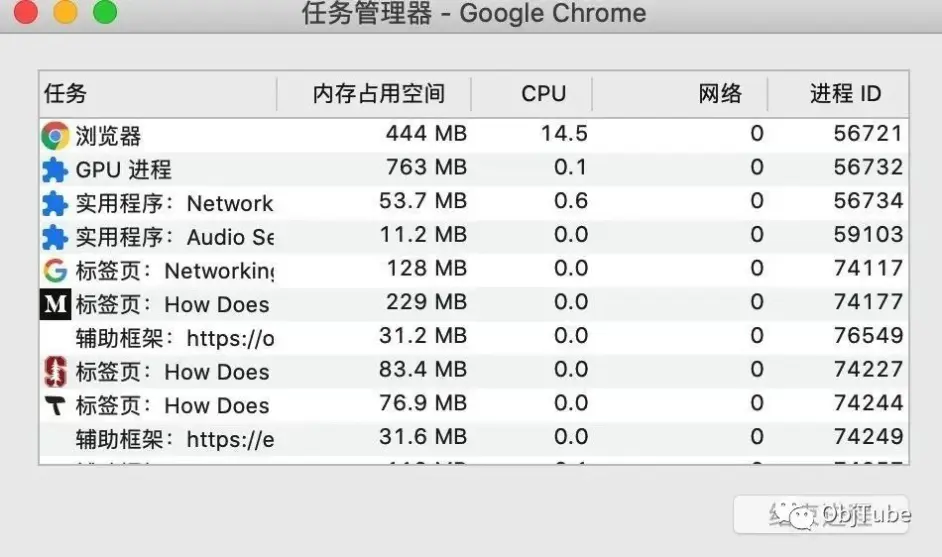 任务管理器 - Google Chrome
任务 内存占用空间 CPU 网络 进程 ID
浏览器 444 MB 14.5 0 56721
GPU 进程 763 MB 0.1 0 56732
实用程序：Network 53.7 MB 0.6 0 56734
实用程序：Audio Se 11.2 MB 0.0 0 59103
标签页：Networking 128 MB 0.0 0 74117
M 标签页：How Does 229 MB 0.0 0 74177
辅助框架：https://o 31.2 MB 0.0 0 76549
标签页：How Does 83.4 MB 0.0 0 74227
标签页：How Does 76.9 MB 0.0 0 74244
辅助框架：https://e 31.6 MB 0.0 0 74249
ObjTube